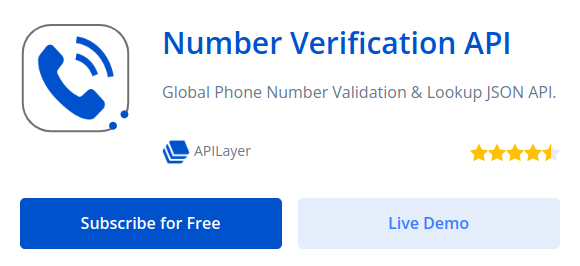 Number Verification API
Global Phone Number Validation & Lookup JSON API.
APILayer
Subscribe for Free
Live Demo